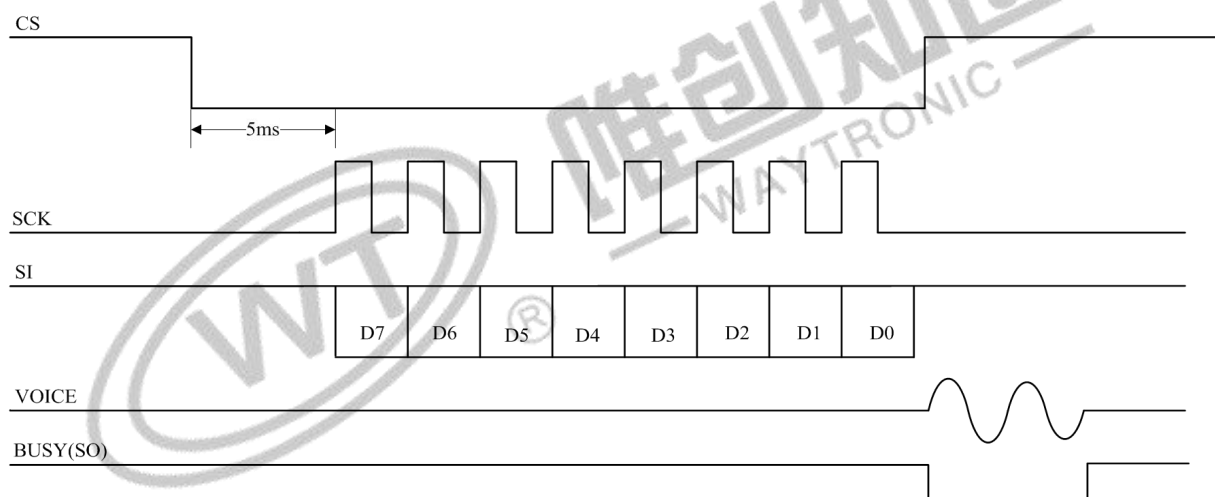 CS
5ms
SCK
SI
D7 D6 D5 D4 D3 D2 D1 D0
VOICE
BUSY(SO)
WT
®
唯创知
WAYTRONIC